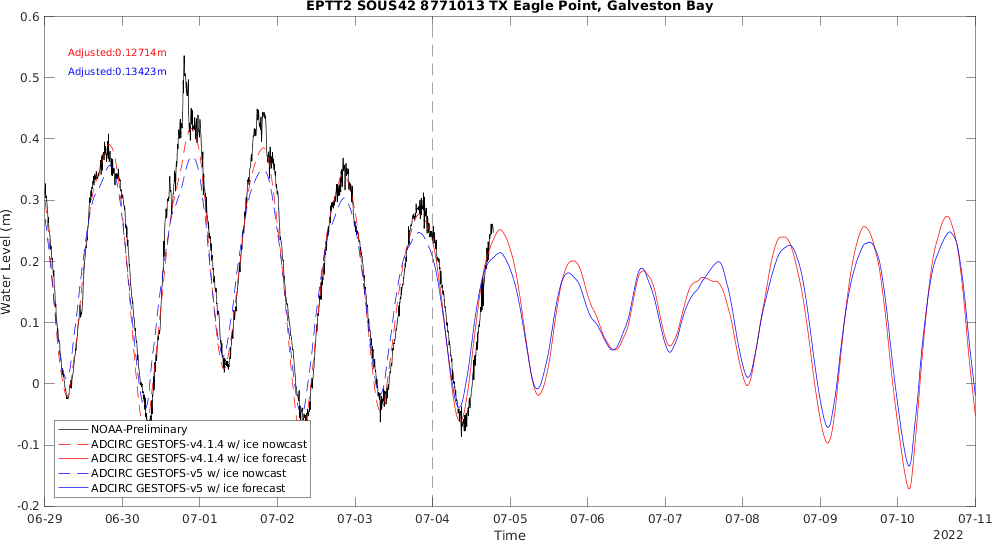 EPTT2 SOUS42 8771013 TX Eagle Point, Galveston Bay
0.6
Adjusted:0.12714m
Adjusted:0.13423m
0.5
0.4
0.3
0.2
0.1
0
-0.1
-0.2
Water Level (m)
NOAA-Preliminary
ADCIRC GESTOFS-v4.1.4 w/ ice nowcast
ADCIRC GESTOFS-v4.1.4 w/ ice forecast
ADCIRC GESTOFS-v5 w/ ice nowcast
ADCIRC GESTOFS-v5 w/ ice forecast
06-29 06-30 07-01 07-02 07-03 07-04 07-05 07-06 07-07 07-08 07-09 07-10 07-11
Time
2022